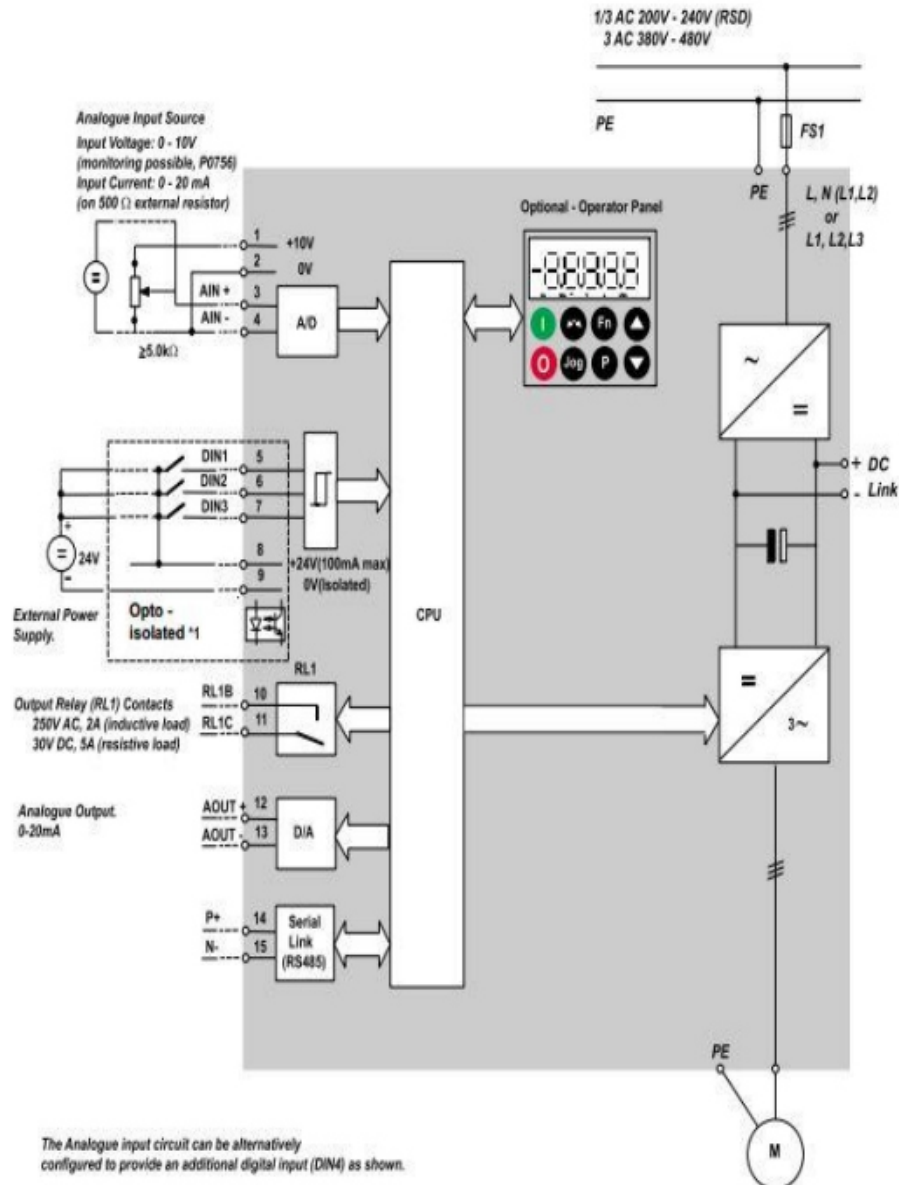 1/3 AC 200V - 240V (RSD)
3 AC 380V - 480V
PE
FS1
Analogue Input Source
Input Voltage: 0 - 10V
(monitoring possible, P0756)
Input Current: 0 - 20 mA
(on 500 Ω external resistor)
PE
L, N (L1,L2)
or
L1, L2,L3
Optional - Operator Panel
1
+10V
2
0V
AIN +
3
AIN -
4
A/D
≥5.0kΩ
Fn
Jog
P
~
=
DIN1
5
DIN2
6
DIN3
7
+ DC
- Link
+
=
24V
-
8
+24V(100mA max)
9
0V(Isolated)
External Power
Supply.
Opto -
isolated *1
CPU
RL1
RL1B
10
RL1C
11
Output Relay (RL1) Contacts
250V AC, 2A (inductive load)
30V DC, 5A (resistive load)
=
3~
Analogue Output.
0-20mA
AOUT +
12
AOUT -
13
D/A
P+
14
N-
15
Serial
Link
(RS485)
PE
M
The Analogue input circuit can be alternatively
configured to provide an additional digital input (DIN4) as shown.